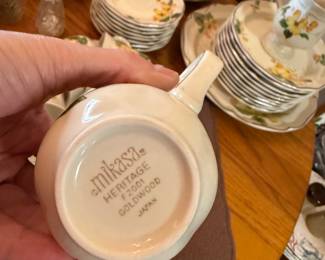 mikasa
HERITAGE
F 2001
GOLDWOOD
JAPAN